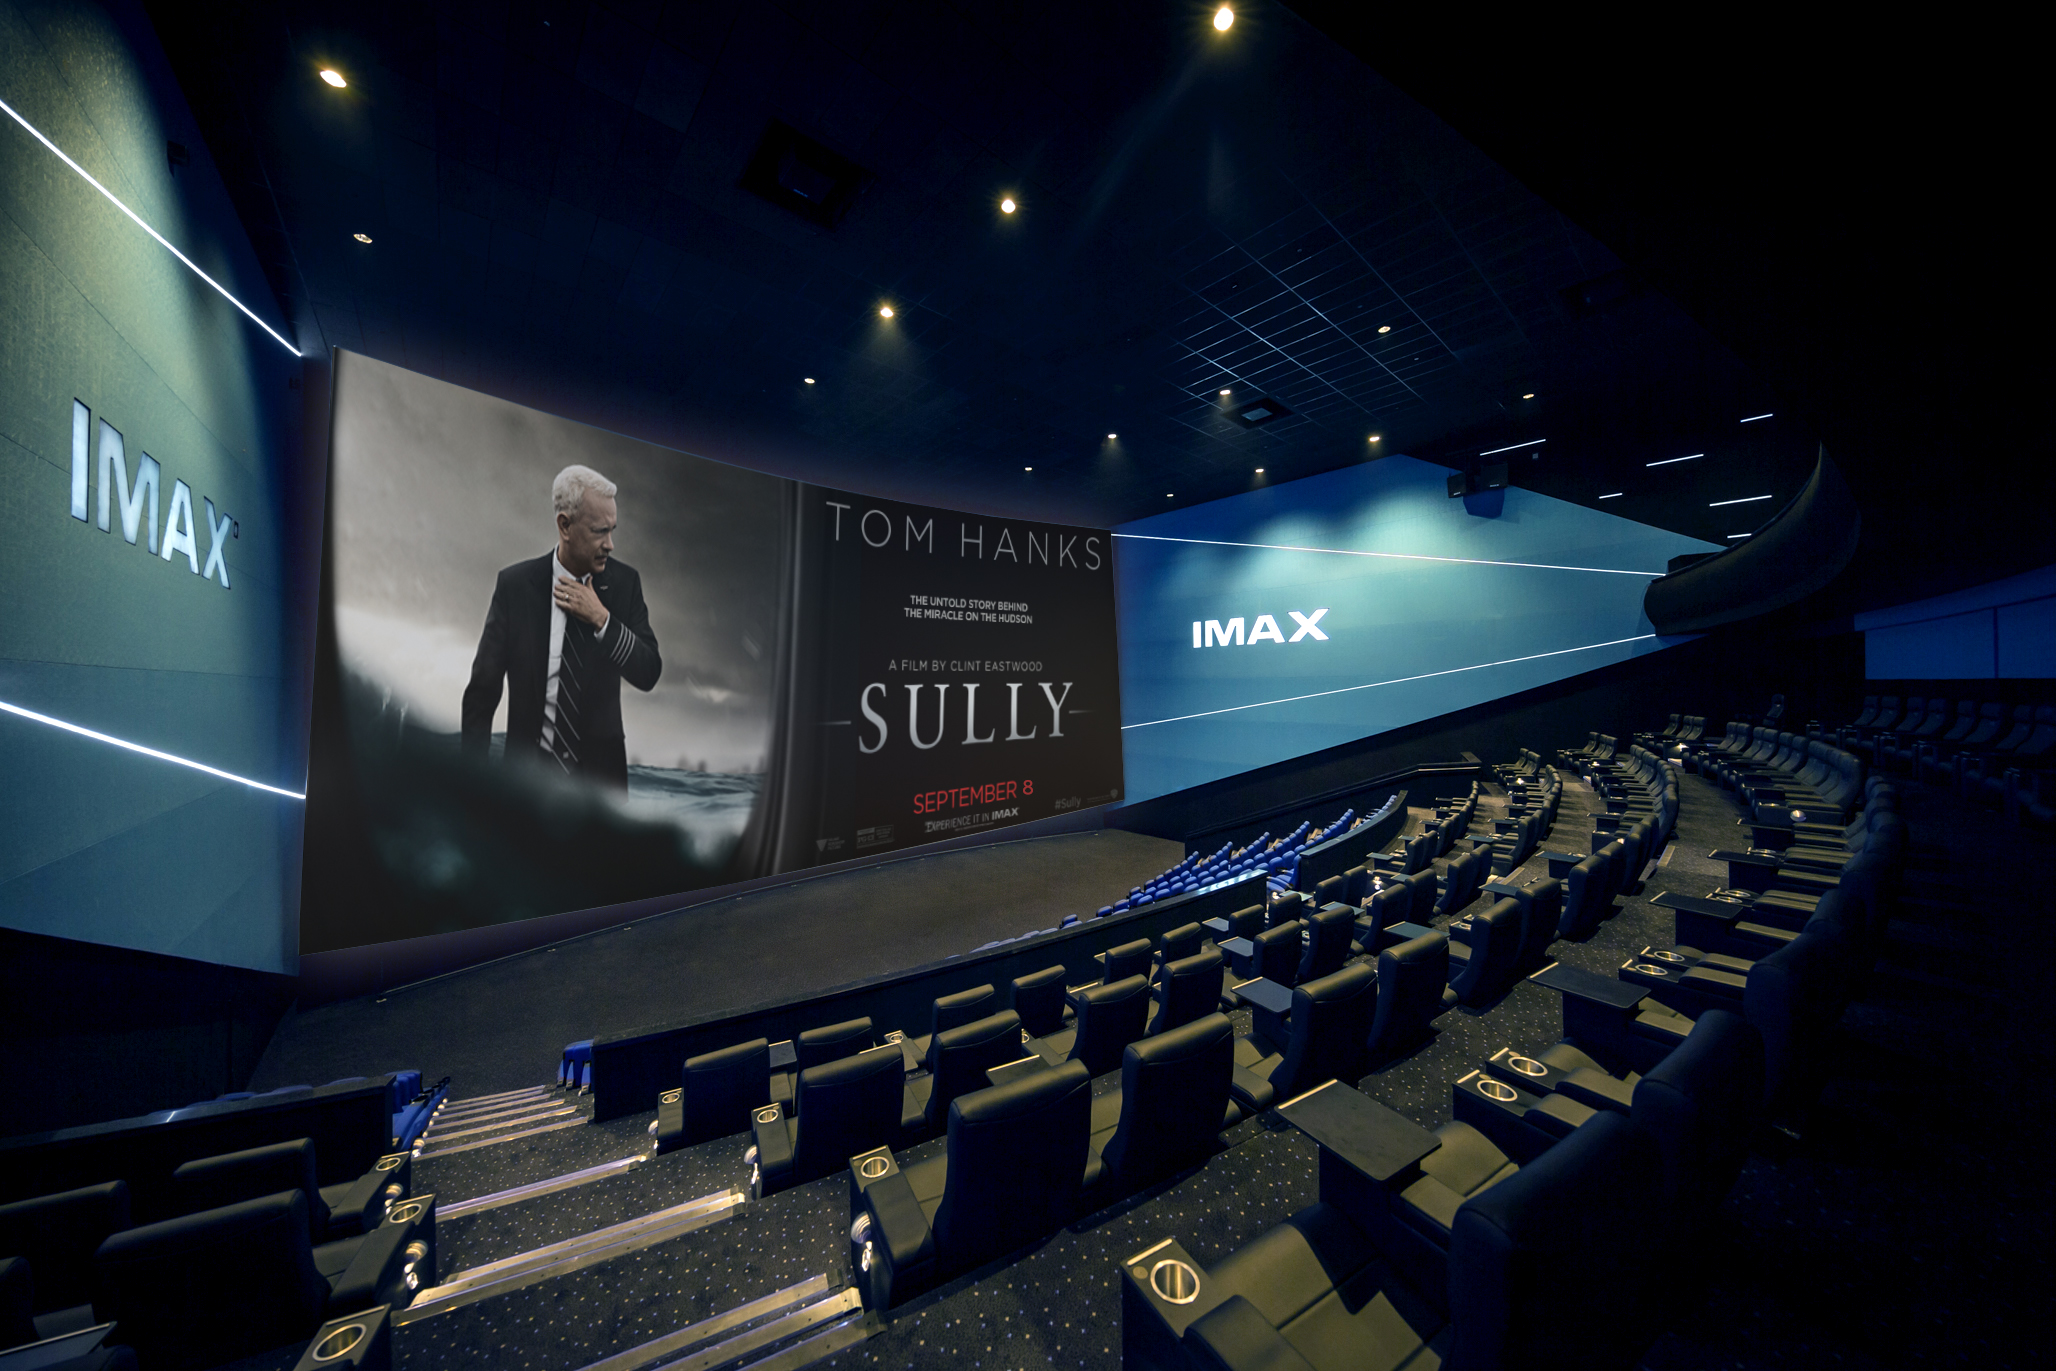 IMAX
TOM HANKS
THE UNTOLD STORY BEHIND
THE MIRACLE ON THE HUDSON
A FILM BY CLINT EASTWOOD
SULLY
SEPTEMBER 8
EXPERIENCE IT IN IMAX
#Sully
IMAX